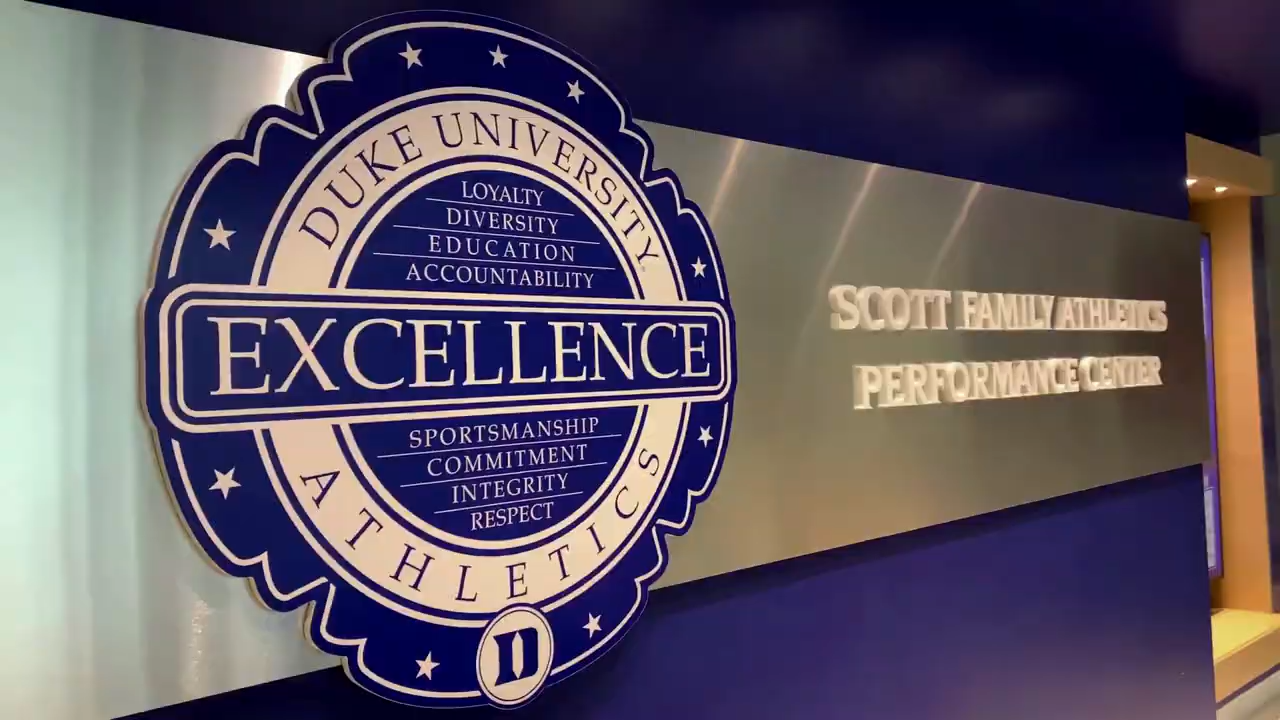 DUKE UNIVERSITY
LOYALTY
DIVERSITY
EDUCATION
ACCOUNTABILITY
EXCELLENCE
SPORTSMANSHIP
COMMITMENT
INTEGRITY
RESPECT
ATHLETICS
D
SCOTT FAMILY ATHLETICS
PERFORMANCE CENTER